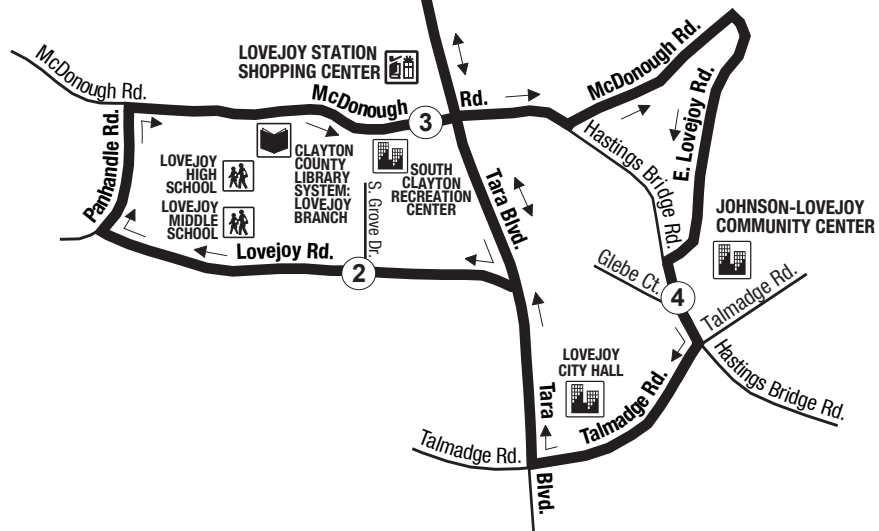 McDonough Rd.
LOVEJOY STATION
SHOPPING CENTER
McDonough
Rd.
3
McDonough Rd.
E. Lovejoy Rd.
Hastings Bridge Rd.
Panhandle Rd.
LOVEJOY
HIGH
SCHOOL
LOVEJOY
MIDDLE
SCHOOL
CLAYTON
COUNTY
LIBRARY
SYSTEM:
LOVEJOY
BRANCH
S. Grove Dr.
SOUTH
CLAYTON
RECREATION
CENTER
Tara Blvd.
Lovejoy Rd.
2
JOHNSON-LOVEJOY
COMMUNITY CENTER
Glebe Ct.
4
Talmadge Rd.
Hastings Bridge Rd.
LOVEJOY
CITY HALL
Tara
Talmadge Rd.
Talmadge Rd.
Blvd.